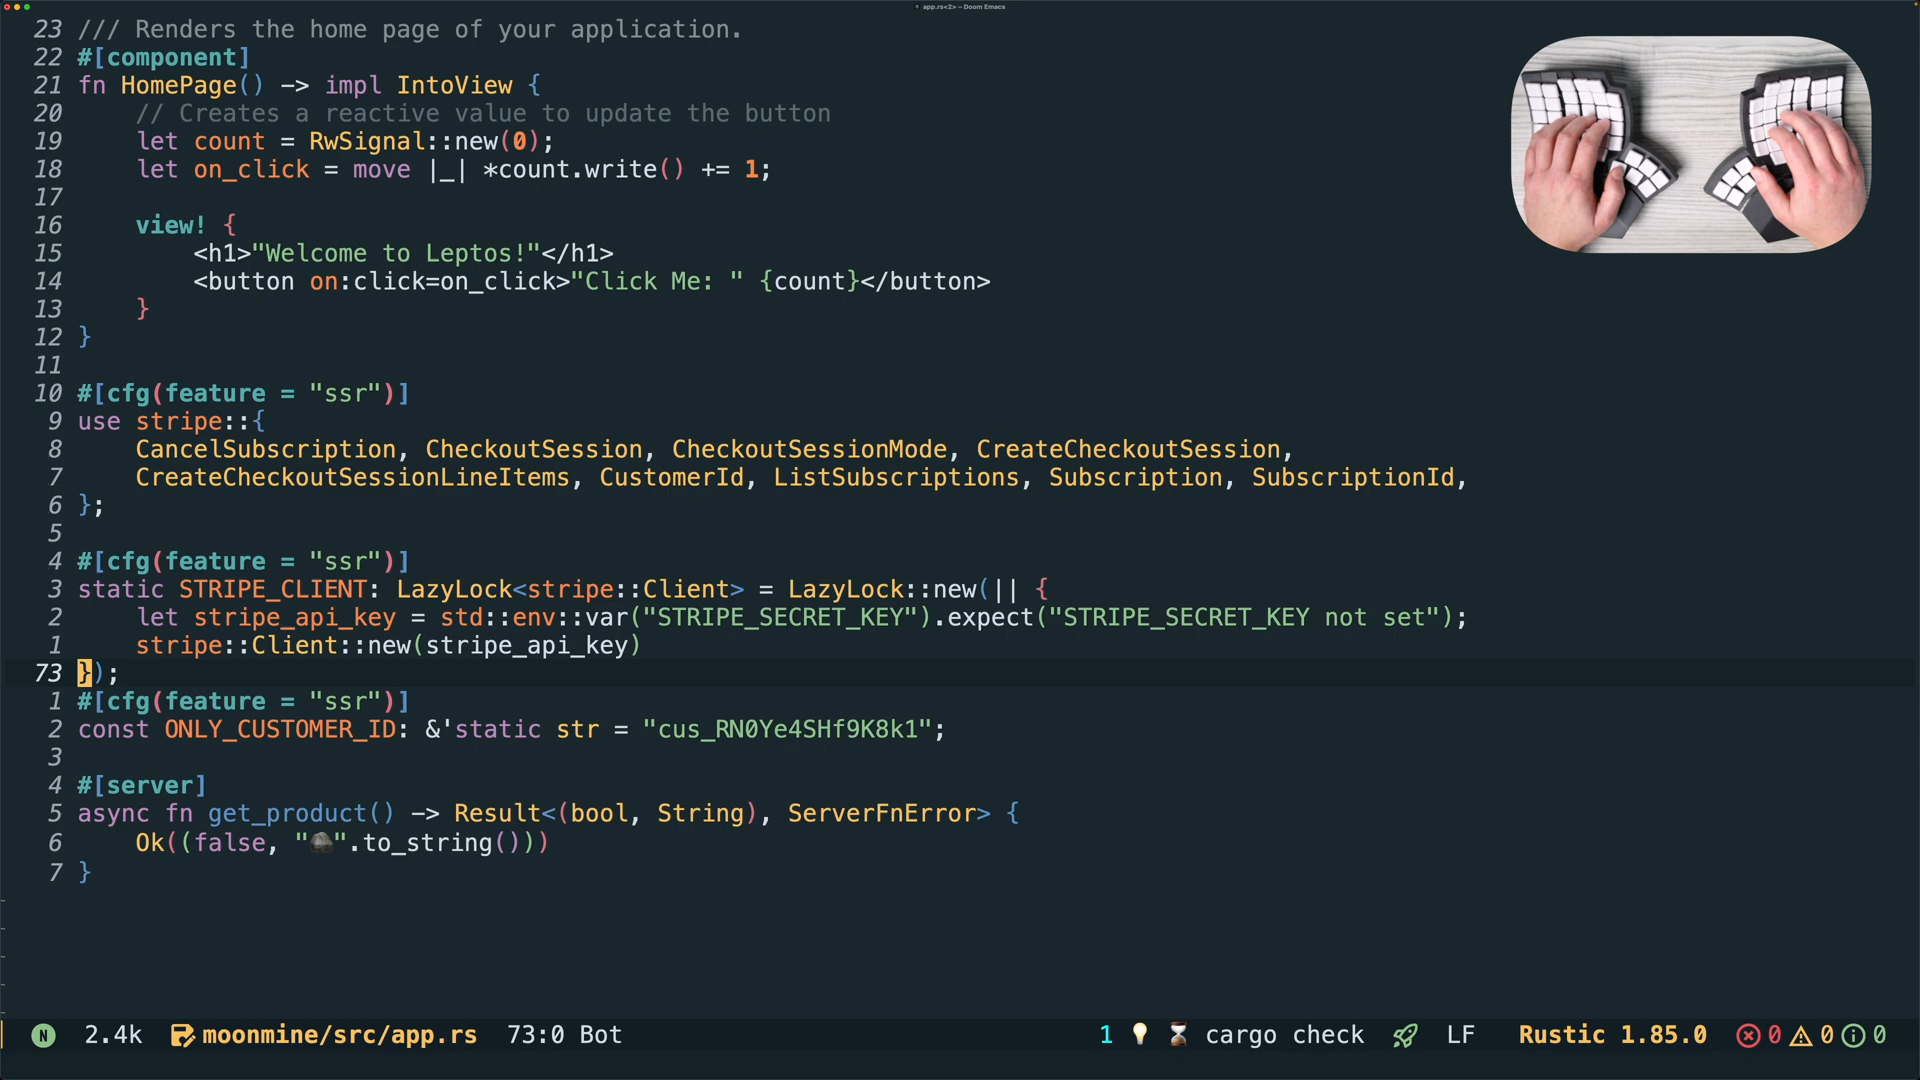 app.rs<2> – Doom Emacs
23 /// Renders the home page of your application.
22 #[component]
21 fn HomePage() -> impl IntoView {
20     // Creates a reactive value to update the button
19     let count = RwSignal::new(0);
18     let on_click = move |_| *count.write() += 1;
17
16     view! {
15         <h1>"Welcome to Leptos!"</h1>
14         <button on:click=on_click>"Click Me: " {count}</button>
13     }
12 }
11
10 #[cfg(feature = "ssr")]
9 use stripe::{
8     CancelSubscription, CheckoutSession, CheckoutSessionMode, CreateCheckoutSession,
7     CreateCheckoutSessionLineItems, CustomerId, ListSubscriptions, Subscription, SubscriptionId,
6 };
5
4 #[cfg(feature = "ssr")]
3 static STRIPE_CLIENT: LazyLock<stripe::Client> = LazyLock::new(|| {
2     let stripe_api_key = std::env::var("STRIPE_SECRET_KEY").expect("STRIPE_SECRET_KEY not set");
1     stripe::Client::new(stripe_api_key)
73 });
1 #[cfg(feature = "ssr")]
2 const ONLY_CUSTOMER_ID: &'static str = "cus_RN0Ye4SHf9K8k1";
3
4 #[server]
5 async fn get_product() -> Result<(bool, String), ServerFnError> {
6     Ok((false, "🪨".to_string()))
7 }
~
~
~
~
~
N 2.4k moonmine/src/app.rs 73:0 Bot 1 💡 ⏳ cargo check LF Rustic 1.85.0 0 0 0